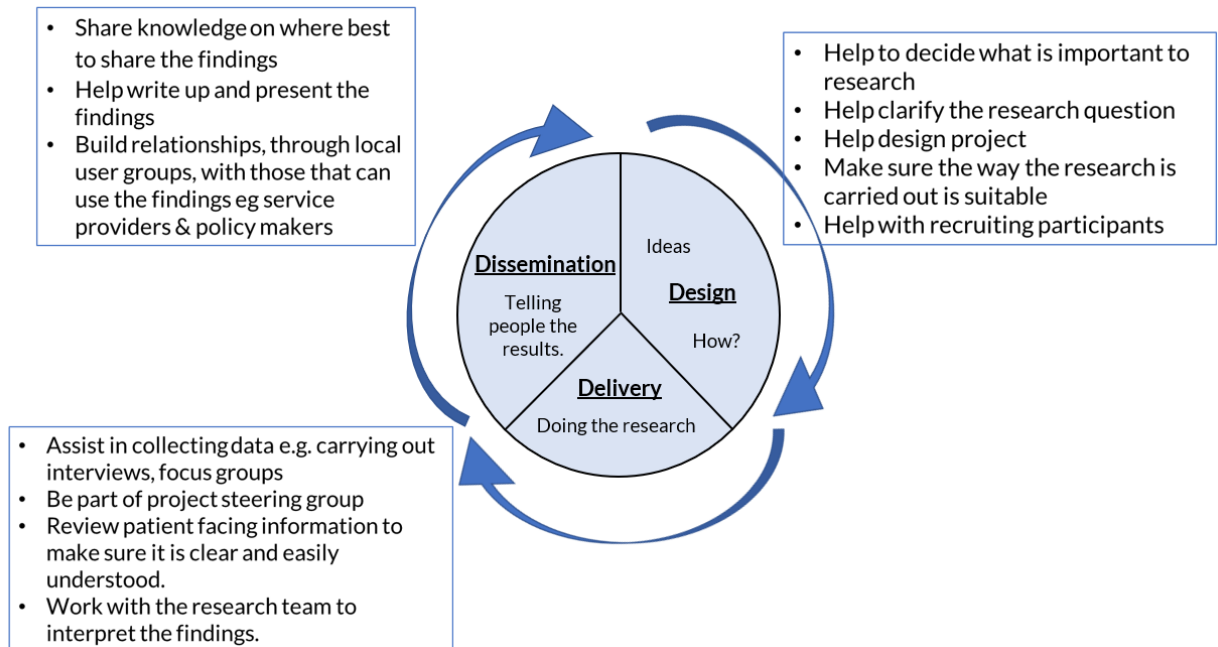 • Share knowledge on where best
to share the findings
• Help write up and present the
findings
• Build relationships, through local
user groups, with those that can
use the findings eg service
providers & policy makers
• Help to decide what is important to
research
• Help clarify the research question
• Help design project
• Make sure the way the research is
carried out is suitable
• Help with recruiting participants
Dissemination
Telling
people the
results.
Ideas
Design
How?
Delivery
Doing the research
• Assist in collecting data e.g. carrying out
interviews, focus groups
• Be part of project steering group
• Review patient facing information to
make sure it is clear and easily
understood.
• Work with the research team to
interpret the findings.